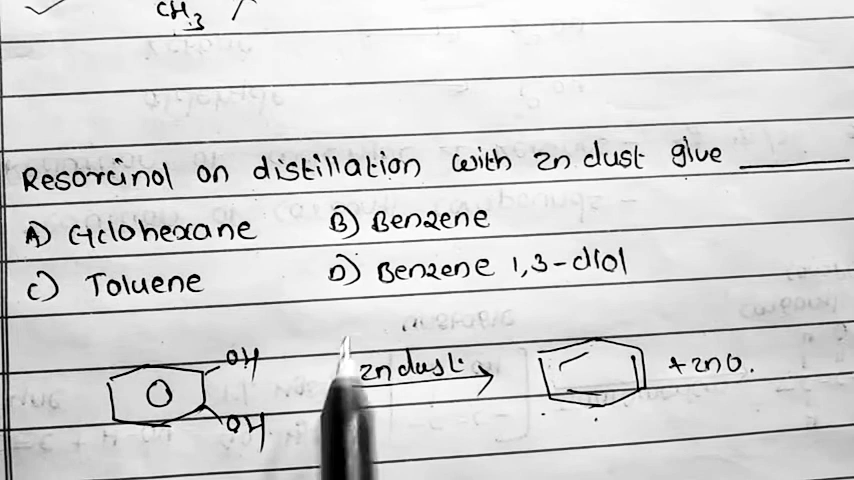 CH3
Resorcinol on distillation with zn dust give ______
A) Cyclohexane B) Benzene
C) Toluene D) Benzene 1,3-diol
OH
zn dust + zn O.
OH